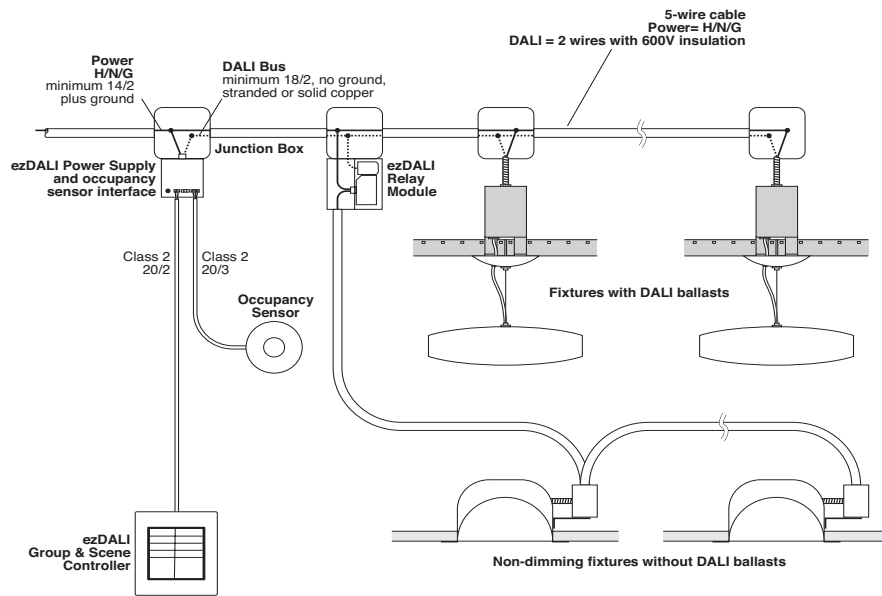 5-wire cable
Power= H/N/G
DALI = 2 wires with 600V insulation
Power
H/N/G
minimum 14/2
plus ground
DALI Bus
minimum 18/2, no ground,
stranded or solid copper
Junction Box
ezDALI Power Supply
and occupancy
sensor interface
ezDALI
Relay
Module
Class 2
20/2
Class 2
20/3
Occupancy
Sensor
Fixtures with DALI ballasts
ezDALI
Group & Scene
Controller
Non-dimming fixtures without DALI ballasts